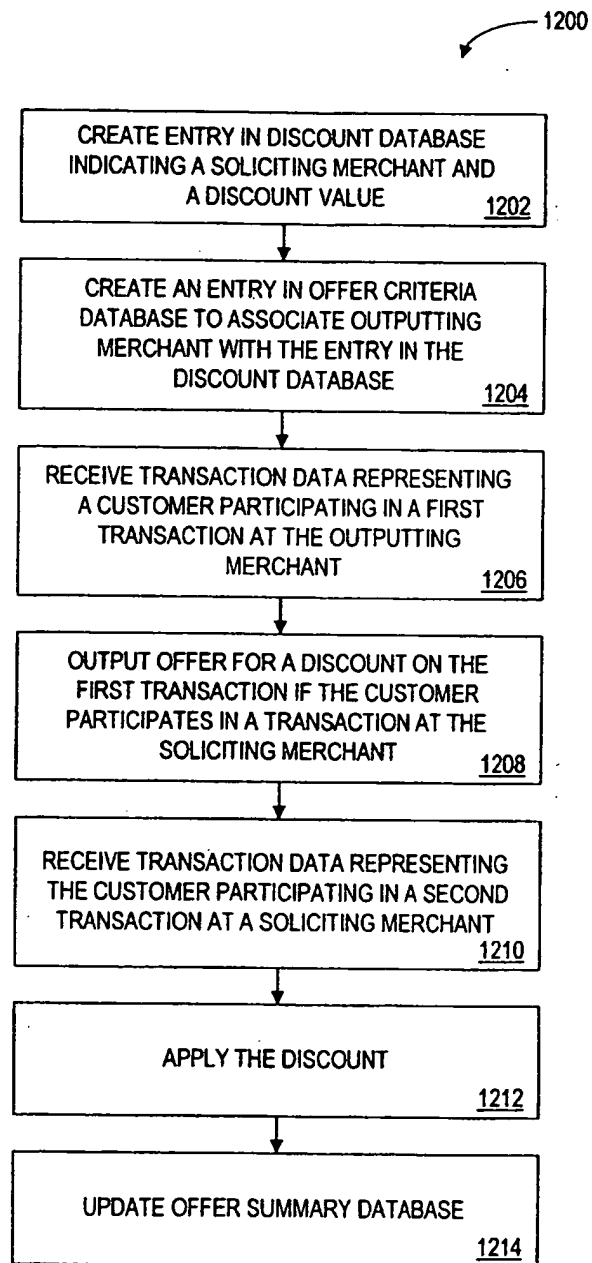 1200
CREATE ENTRY IN DISCOUNT DATABASE
INDICATING A SOLICITING MERCHANT AND
A DISCOUNT VALUE
1202
CREATE AN ENTRY IN OFFER CRITERIA
DATABASE TO ASSOCIATE OUTPUTTING
MERCHANT WITH THE ENTRY IN THE
DISCOUNT DATABASE
1204
RECEIVE TRANSACTION DATA REPRESENTING
A CUSTOMER PARTICIPATING IN A FIRST
TRANSACTION AT THE OUTPUTTING
MERCHANT
1206
OUTPUT OFFER FOR A DISCOUNT ON THE
FIRST TRANSACTION IF THE CUSTOMER
PARTICIPATES IN A TRANSACTION AT THE
SOLICITING MERCHANT
1208
RECEIVE TRANSACTION DATA REPRESENTING
THE CUSTOMER PARTICIPATING IN A SECOND
TRANSACTION AT A SOLICITING MERCHANT
1210
APPLY THE DISCOUNT
1212
UPDATE OFFER SUMMARY DATABASE
1214